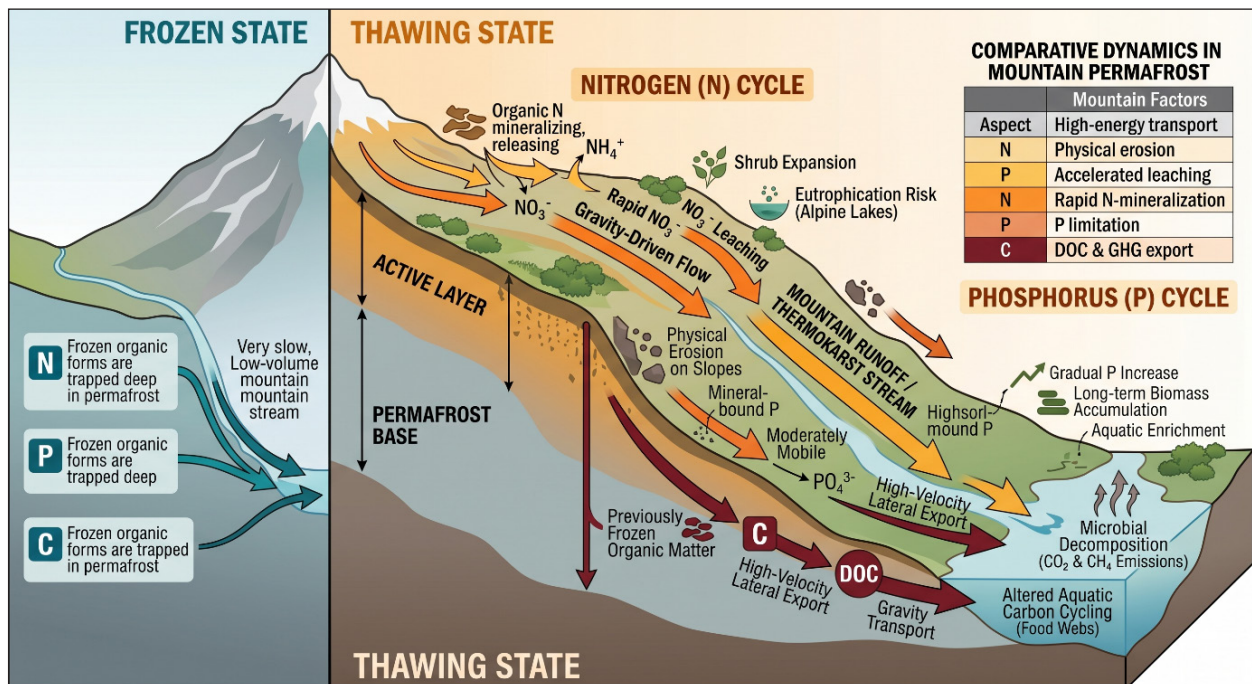 FROZEN STATE
THAWING STATE
NITROGEN (N) CYCLE
Organic N
mineralizing,
releasing
NH₄⁺
NO₃⁻
Rapid NO₃⁻
NO₃⁻ Leaching
Gravity-Driven Flow
Shrub Expansion
Eutrophication Risk
(Alpine Lakes)
COMPARATIVE DYNAMICS IN
MOUNTAIN PERMAFROST
Mountain Factors
Aspect High-energy transport
N Physical erosion
P Accelerated leaching
N Rapid N-mineralization
P P limitation
C DOC & GHG export
PHOSPHORUS (P) CYCLE
ACTIVE LAYER
PERMAFROST
BASE
N
Frozen organic
forms are
trapped deep
in permafrost
P
Frozen organic
forms are
trapped deep
C
Frozen organic
forms are trapped
in permafrost
Very slow,
Low-volume
mountain
mountain
stream
Physical
Erosion
on Slopes
Mineral-
bound P
Moderately
Mobile
PO₄³⁻
MOUNTAIN RUNOFF /
THERMOKARST STREAM
Highsorl-
mound P
Gradual P Increase
Long-term Biomass
Accumulation
Aquatic Enrichment
High-Velocity
Lateral Export
Previously
Frozen
Organic Matter
C
High-Velocity
Lateral Export
DOC
Gravity
Transport
Microbial
Decomposition
(CO₂ & CH₄ Emissions)
Altered Aquatic
Carbon Cycling
(Food Webs)
THAWING STATE